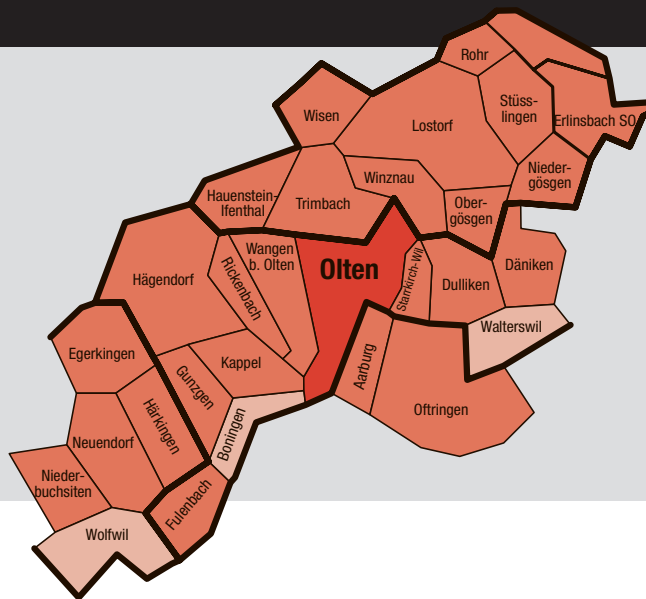 Rohr
Stüss-
lingen
Erlinsbach SO
Wisen
Lostorf
Nieder-
gösgen
Winznau
Hauenstein-
Ifenthal
Trimbach
Ober-
gösgen
Wangen
b. Olten
Olten
Starrkirch-Wil
Däniken
Hägendorf
Rickenbach
Dulliken
Walterswil
Egerkingen
Kappel
Gunzgen
Aarburg
Oftringen
Härkingen
Boningen
Neuendorf
Nieder-
buchsiten
Fulenbach
Wolfwil